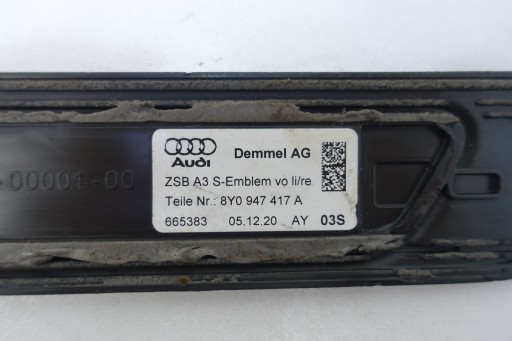 Audi
Demmel AG
ZSB A3 S-Emblem vo li/re
Teile Nr.: 8Y0 947 417 A
665383 05.12.20 AY 03S
00001-00